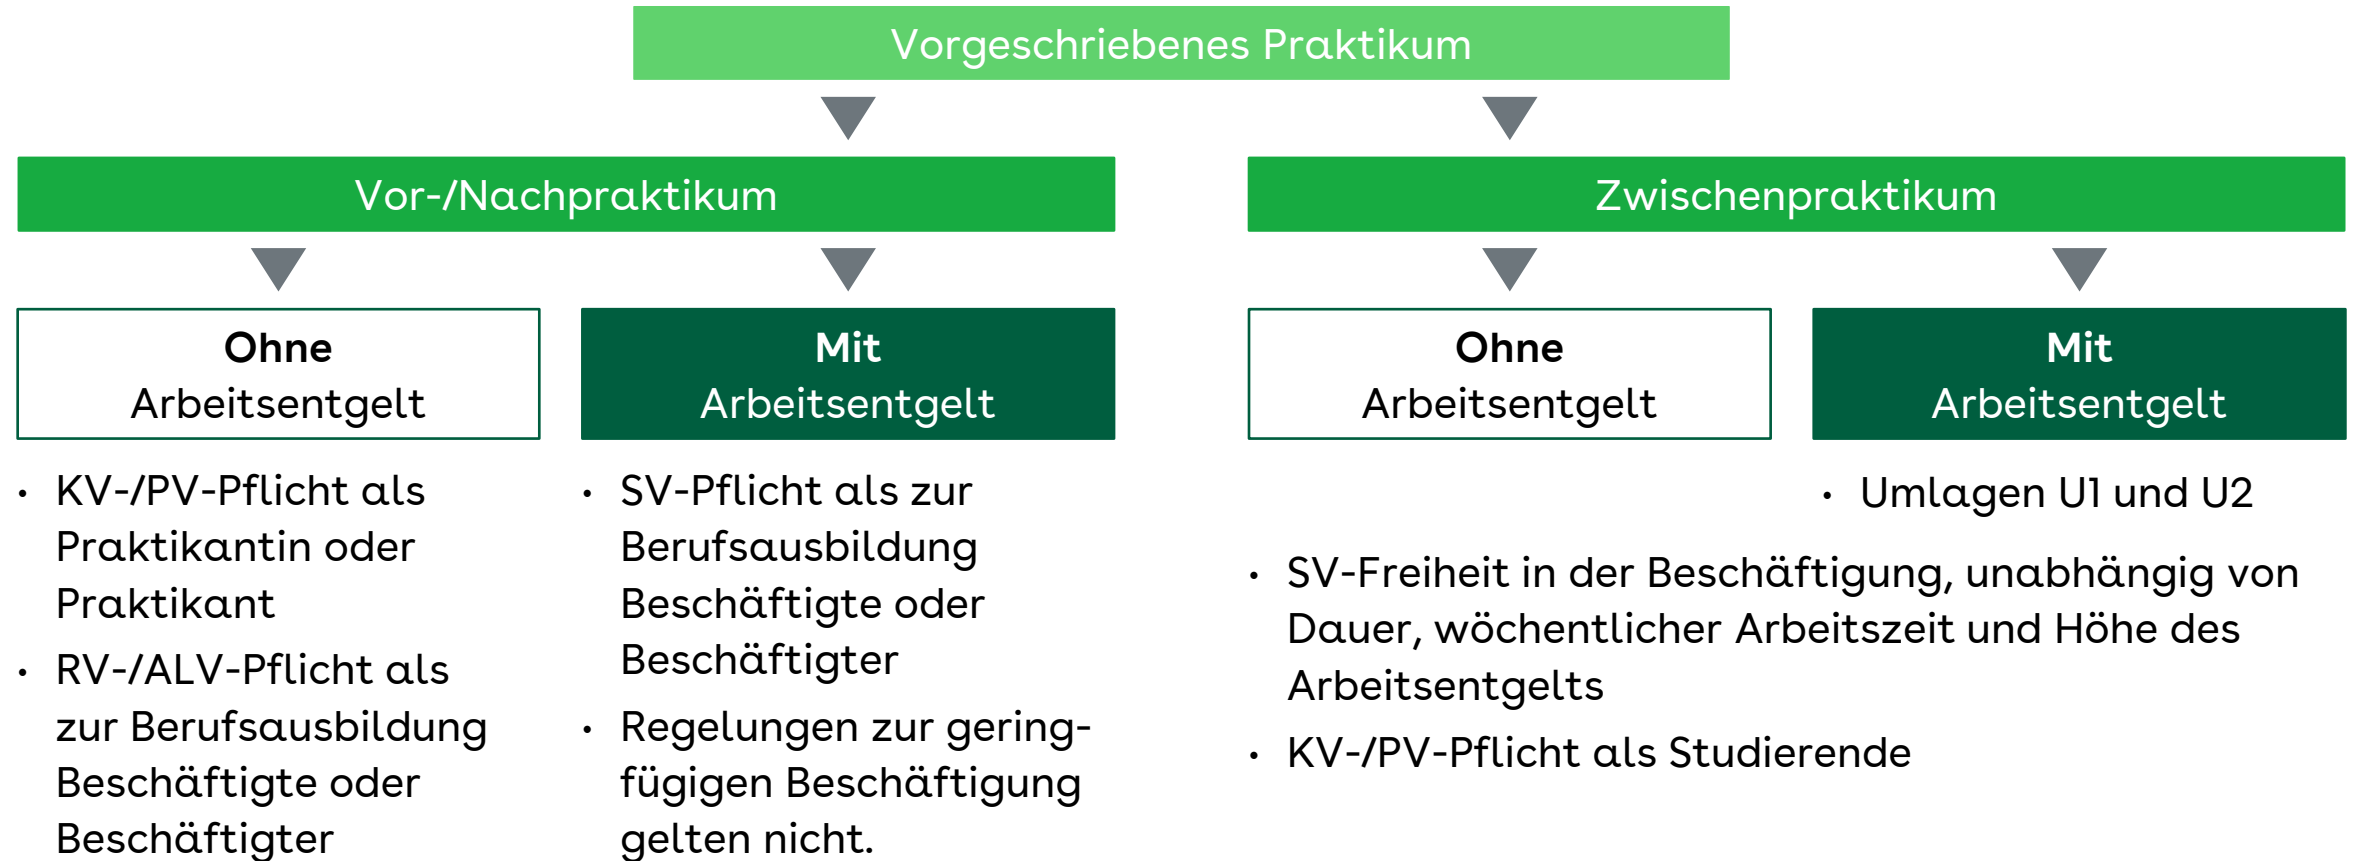 Vorgeschriebenes Praktikum
Vor-/Nachpraktikum
Ohne
Arbeitsentgelt
• KV-/PV-Pflicht als
Praktikantin oder
Praktikant
• RV-/ALV-Pflicht als
zur Berufsausbildung
Beschäftigte oder
Beschäftigter
Mit
Arbeitsentgelt
• SV-Pflicht als zur
Berufsausbildung
Beschäftigte oder
Beschäftigter
• Regelungen zur gering-
fügigen Beschäftigung
gelten nicht.
Zwischenpraktikum
Ohne
Arbeitsentgelt
Mit
Arbeitsentgelt
• Umlagen U1 und U2
• SV-Freiheit in der Beschäftigung, unabhängig von
Dauer, wöchentlicher Arbeitszeit und Höhe des
Arbeitsentgelts
• KV-/PV-Pflicht als Studierende